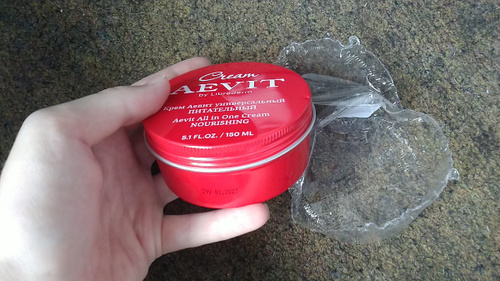 Cream
AEVIT
by Librederm
Крем Аевит универсальный
ПИТАТЕЛЬНЫЙ
Aevit All in One Cream
NOURISHING
5.1 FL.OZ. / 150 ML